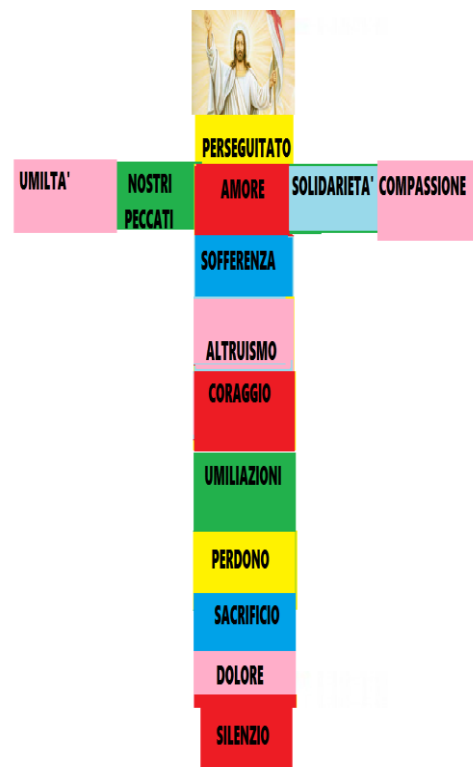 PERSEGUITATO
UMILTA' NOSTRI PECCATI AMORE SOLIDARIETA' COMPASSIONE
SOFFERENZA
ALTRUISMO
CORAGGIO
UMILIAZIONI
PERDONO
SACRIFICIO
DOLORE
SILENZIO